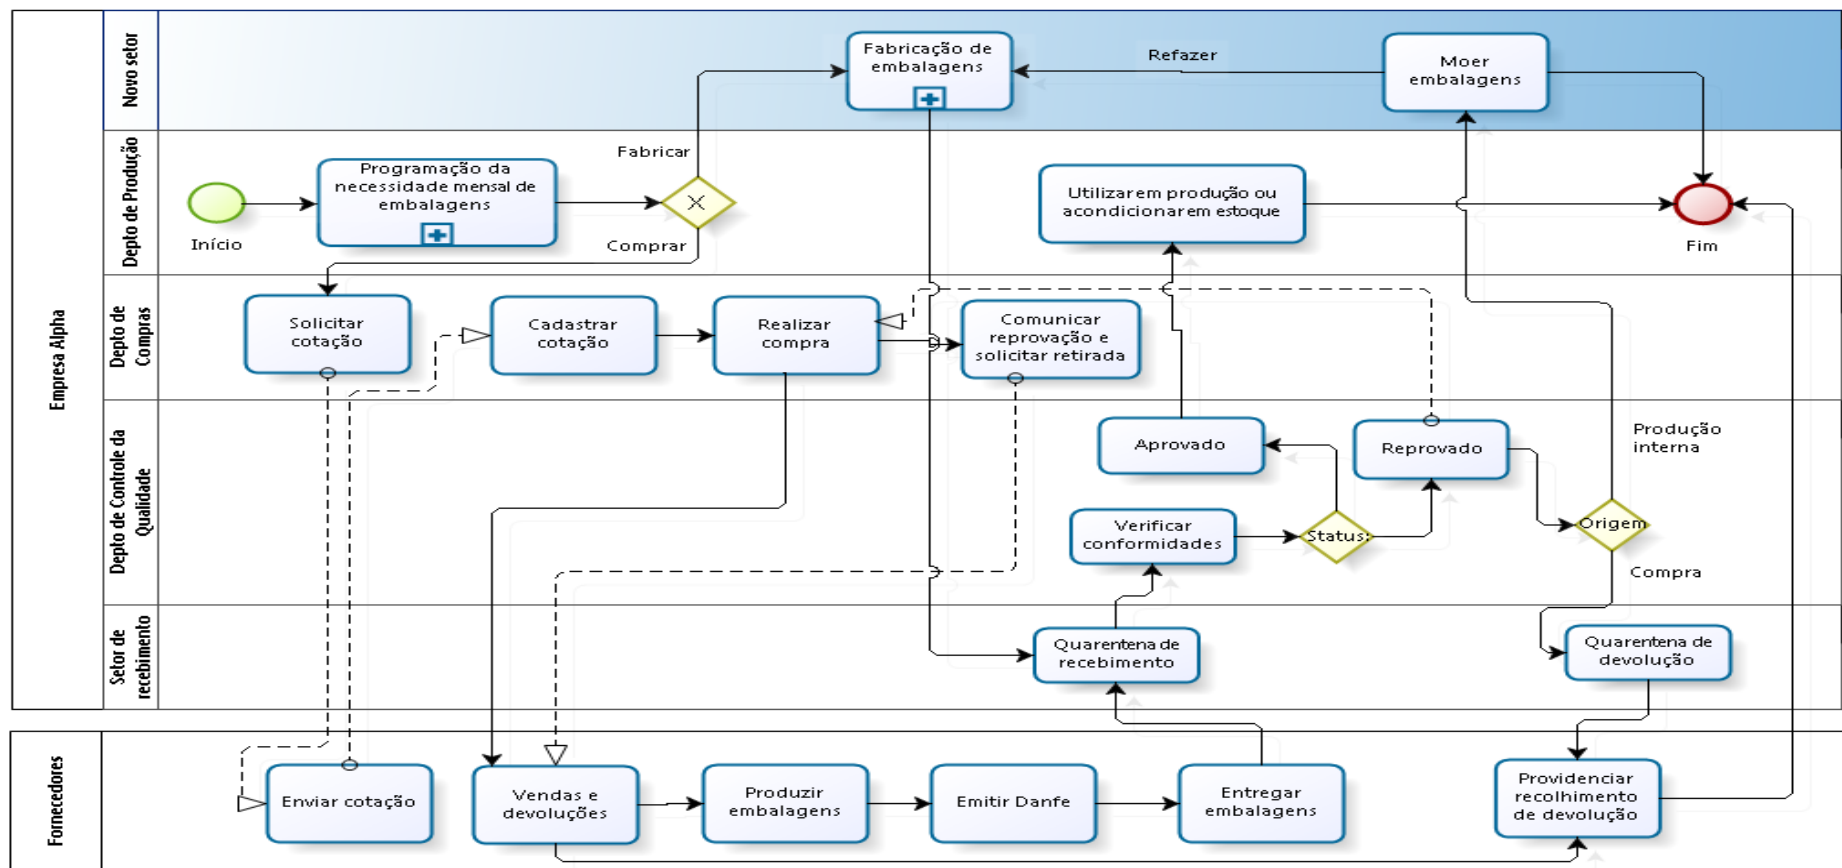 Empresa Alpha
Novo setor
Fabricação de
embalagens
Refazer
Moer
embalagens
Depto de Produção
Início
Programação da
necessidade mensal de
embalagens
Fabricar
X
Comprar
Utilizarem produção ou
acondicionarem estoque
Fim
Depto de
Compras
Solicitar
cotação
Cadastrar
cotação
Realizar
compra
Comunicar
reprovação e
solicitar retirada
Depto de Controle da
Qualidade
Aprovado
Reprovado
Produção
interna
Verificar
conformidades
Status:
Origem
Compra
Setor de
recebimento
Quarentena de
recebimento
Quarentena de
devolução
Fornecedores
Enviar cotação
Vendas e
devoluções
Produzir
embalagens
Emitir Danfe
Entregar
embalagens
Providenciar
recolhimento
de devolução